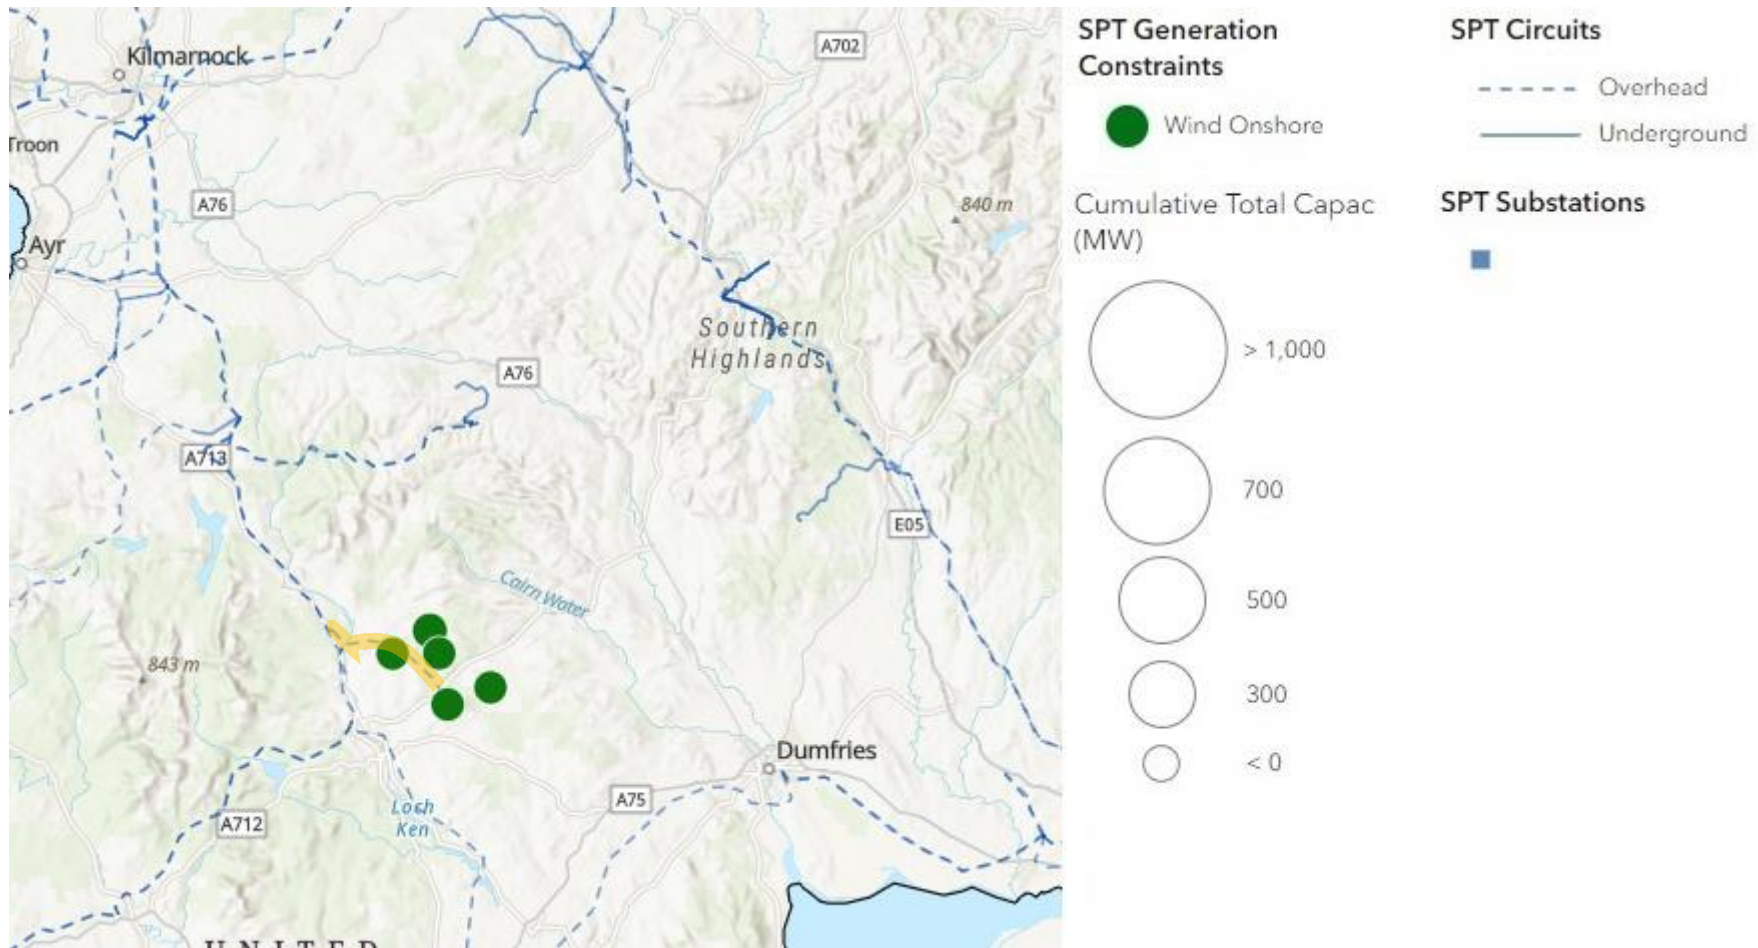 Kilmarnock
A702
Troon
A76
840 m
Ayr
Southern
Highlands
A76
A713
E05
Cairn Water
843 m
Dumfries
A75
Loch
Ken
A712
UNITED
SPT Generation
Constraints
Wind Onshore
Cumulative Total Capac
(MW)
> 1,000
700
500
300
< 0
SPT Circuits
Overhead
Underground
SPT Substations